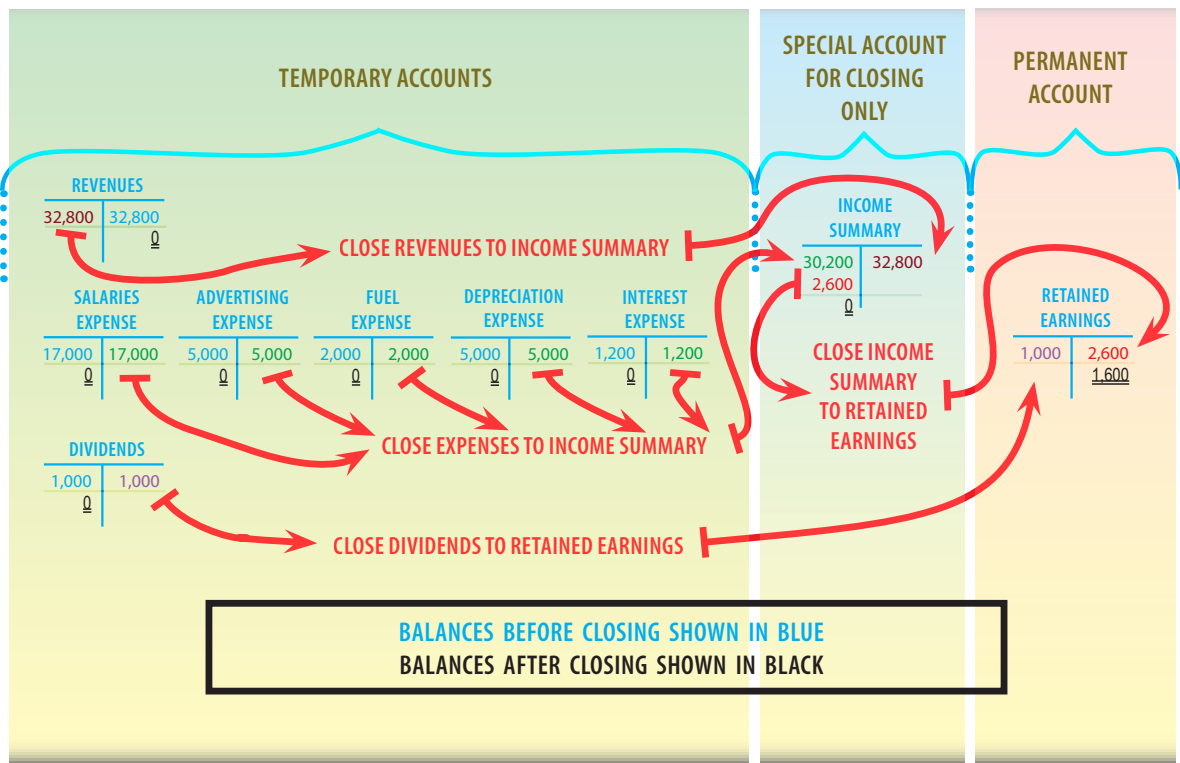 TEMPORARY ACCOUNTS
SPECIAL ACCOUNT
FOR CLOSING
ONLY
PERMANENT
ACCOUNT
REVENUES
32,800 32,800
0
CLOSE REVENUES TO INCOME SUMMARY
INCOME
SUMMARY
30,200 32,800
2,600
0
SALARIES
EXPENSE
17,000 17,000
0
ADVERTISING
EXPENSE
5,000 5,000
0
FUEL
EXPENSE
2,000 2,000
0
DEPRECIATION
EXPENSE
5,000 5,000
0
INTEREST
EXPENSE
1,200 1,200
0
CLOSE EXPENSES TO INCOME SUMMARY
CLOSE INCOME
SUMMARY
TO RETAINED
EARNINGS
RETAINED
EARNINGS
1,000 2,600
1,600
DIVIDENDS
1,000 1,000
0
CLOSE DIVIDENDS TO RETAINED EARNINGS
BALANCES BEFORE CLOSING SHOWN IN BLUE
BALANCES AFTER CLOSING SHOWN IN BLACK